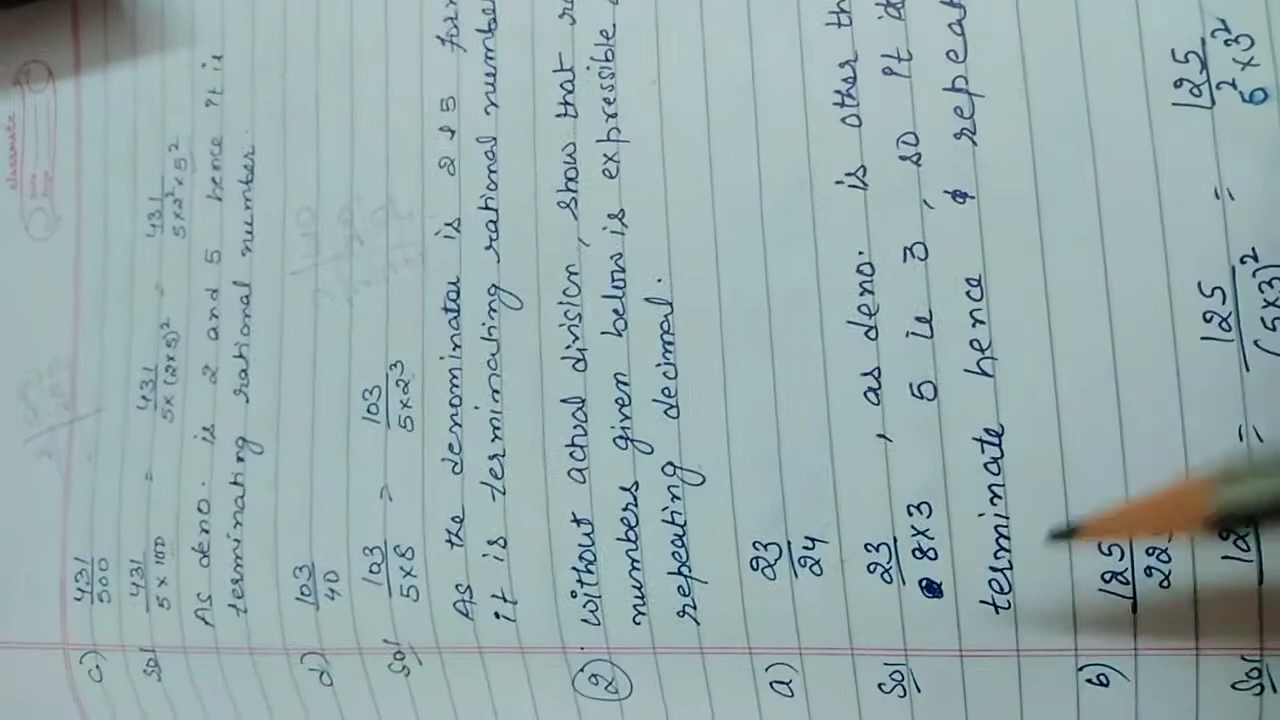 c) 431/500
Sol 431/5×100 = 431/5×(2×5)² = 431/5×2²×5²
As deno. is 2 and 5 hence it is
terminating rational number.
d) 103/40
Sol 103/5×8 = 103/5×2³
As the denominator is 2 & 5
it is terminating rational
(2). without actual division, show that
numbers given below is expressible
repeating decimal.
a) 23/24
Sol 23/8×3, as deno. is other
5 ie 3, so it
terminate hence & repeat
b) 125/22
Sol = 125/(5×3)² = 125/5²×3²